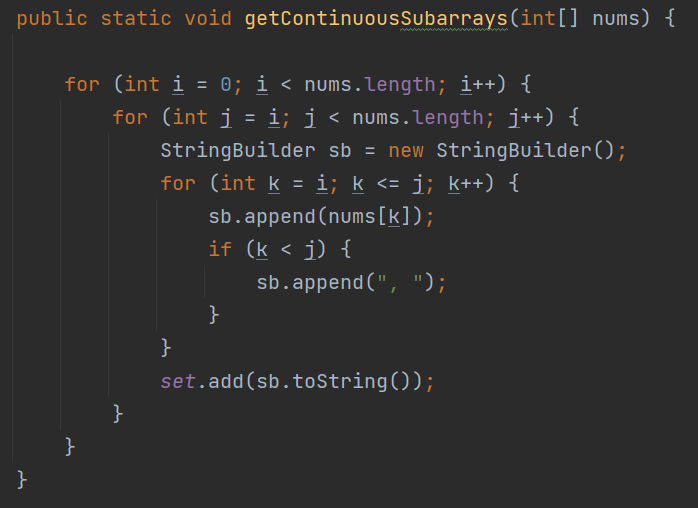 public static void getContinuousSubarrays(int[] nums) {
for (int i = 0; i < nums.length; i++) {
for (int j = i; j < nums.length; j++) {
StringBuilder sb = new StringBuilder();
for (int k = i; k <= j; k++) {
sb.append(nums[k]);
if (k < j) {
sb.append(", ");
}
}
set.add(sb.toString());
}
}
}